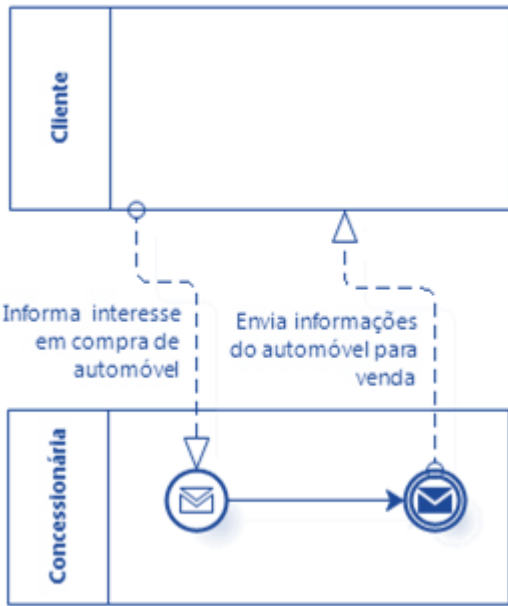 Cliente
Informa interesse
em compra de
automóvel
Envia informações
do automóvel para
venda
Concessionária